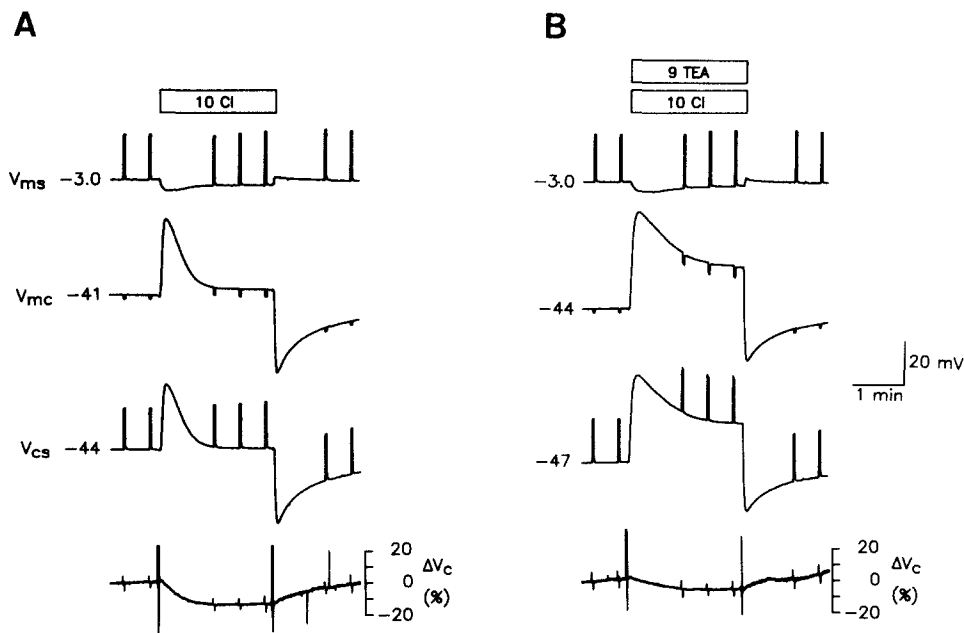 A
B
9 TEA
10 Cl
10 Cl
Vms -3.0
-3.0
Vmc -41
-44
20 mV
1 min
Vcs -44
-47
20
0
-20
ΔVc
(%)
20
0
-20
ΔVc
(%)